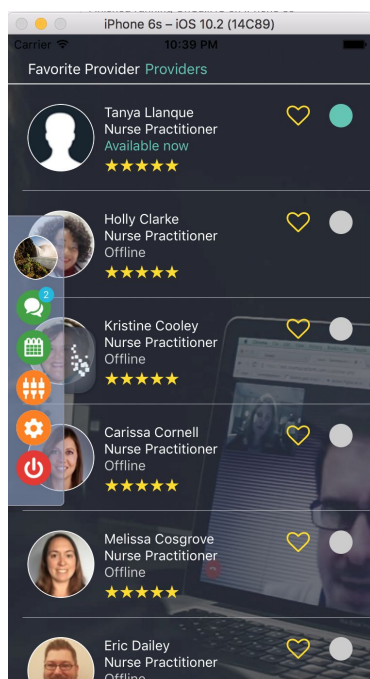 iPhone 6s – iOS 10.2 (14C89)
Carrier 10:39 PM
Favorite Provider Providers
Tanya Llanque
Nurse Practitioner
Available now
Holly Clarke
Nurse Practitioner
Offline
2
Kristine Cooley
Nurse Practitioner
Offline
Carissa Cornell
Nurse Practitioner
Offline
Melissa Cosgrove
Nurse Practitioner
Offline
Eric Dailey
Nurse Practitioner
Offline